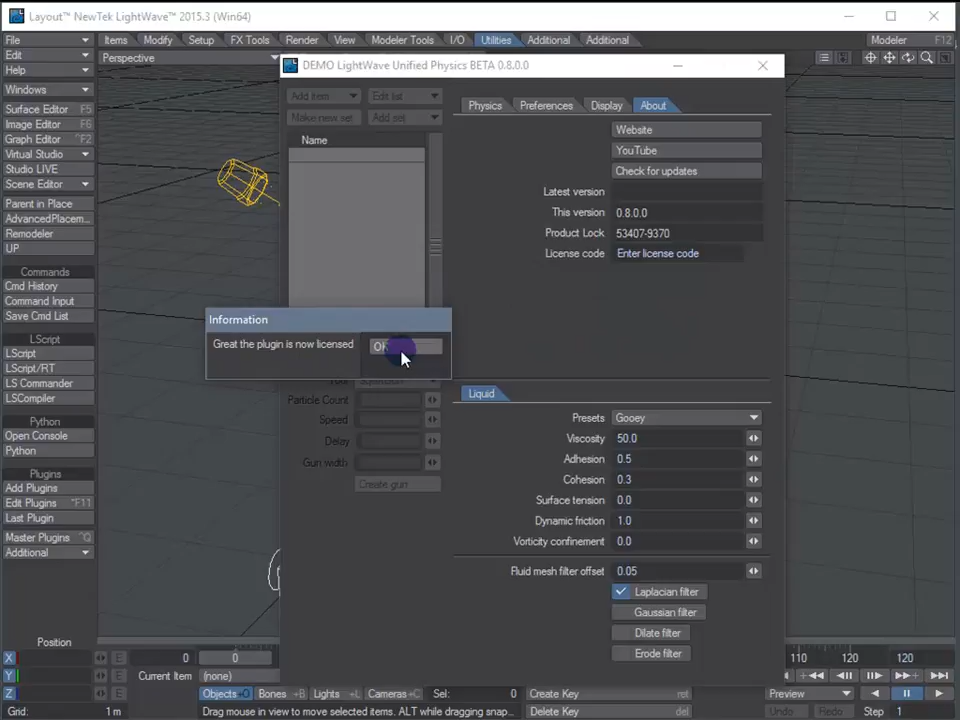 Layout™ NewTek LightWave™ 2015.3 (Win64)
File
Items Modify Setup FX Tools Render View Modeler Tools I/O Utilities Additional Additional Modeler F12
Edit
Help
Windows
Surface Editor F5
Image Editor F6
Graph Editor ^F2
Virtual Studio
Studio LIVE
Scene Editor
Parent in Place
AdvancedPlacem...
Remodeler
UP
Commands
Cmd History
Command Input
Save Cmd List
LScript
LScript
LScript/RT
LS Commander
LSCompiler
Python
Open Console
Python
Plugins
Add Plugins
Edit Plugins ^F11
Last Plugin
Master Plugins ^Q
Additional
Perspective
DEMO LightWave Unified Physics BETA 0.8.0.0
Add item Edit list
Make new set Add sel
Name
Physics Preferences Display About
Website
YouTube
Check for updates
Latest version
This version 0.8.0.0
Product Lock 53407-9370
License code Enter license code
Information
Great the plugin is now licensed OK
Particle Count
Speed
Delay
Gun width
Create gun
Liquid
Presets Gooey
Viscosity 50.0
Adhesion 0.5
Cohesion 0.3
Surface tension 0.0
Dynamic friction 1.0
Vorticity confinement 0.0
Fluid mesh filter offset 0.05
Laplacian filter
Gaussian filter
Dilate filter
Erode filter
Position
X E 0 0 110 120 120
Y E Current Item (none)
Z E Objects +O Bones +B Lights +L Cameras +C Sel: 0 Create Key ret Preview
Grid: 1 m Drag mouse in view to move selected items. ALT while dragging snap... Delete Key del Undo Redo Step 1